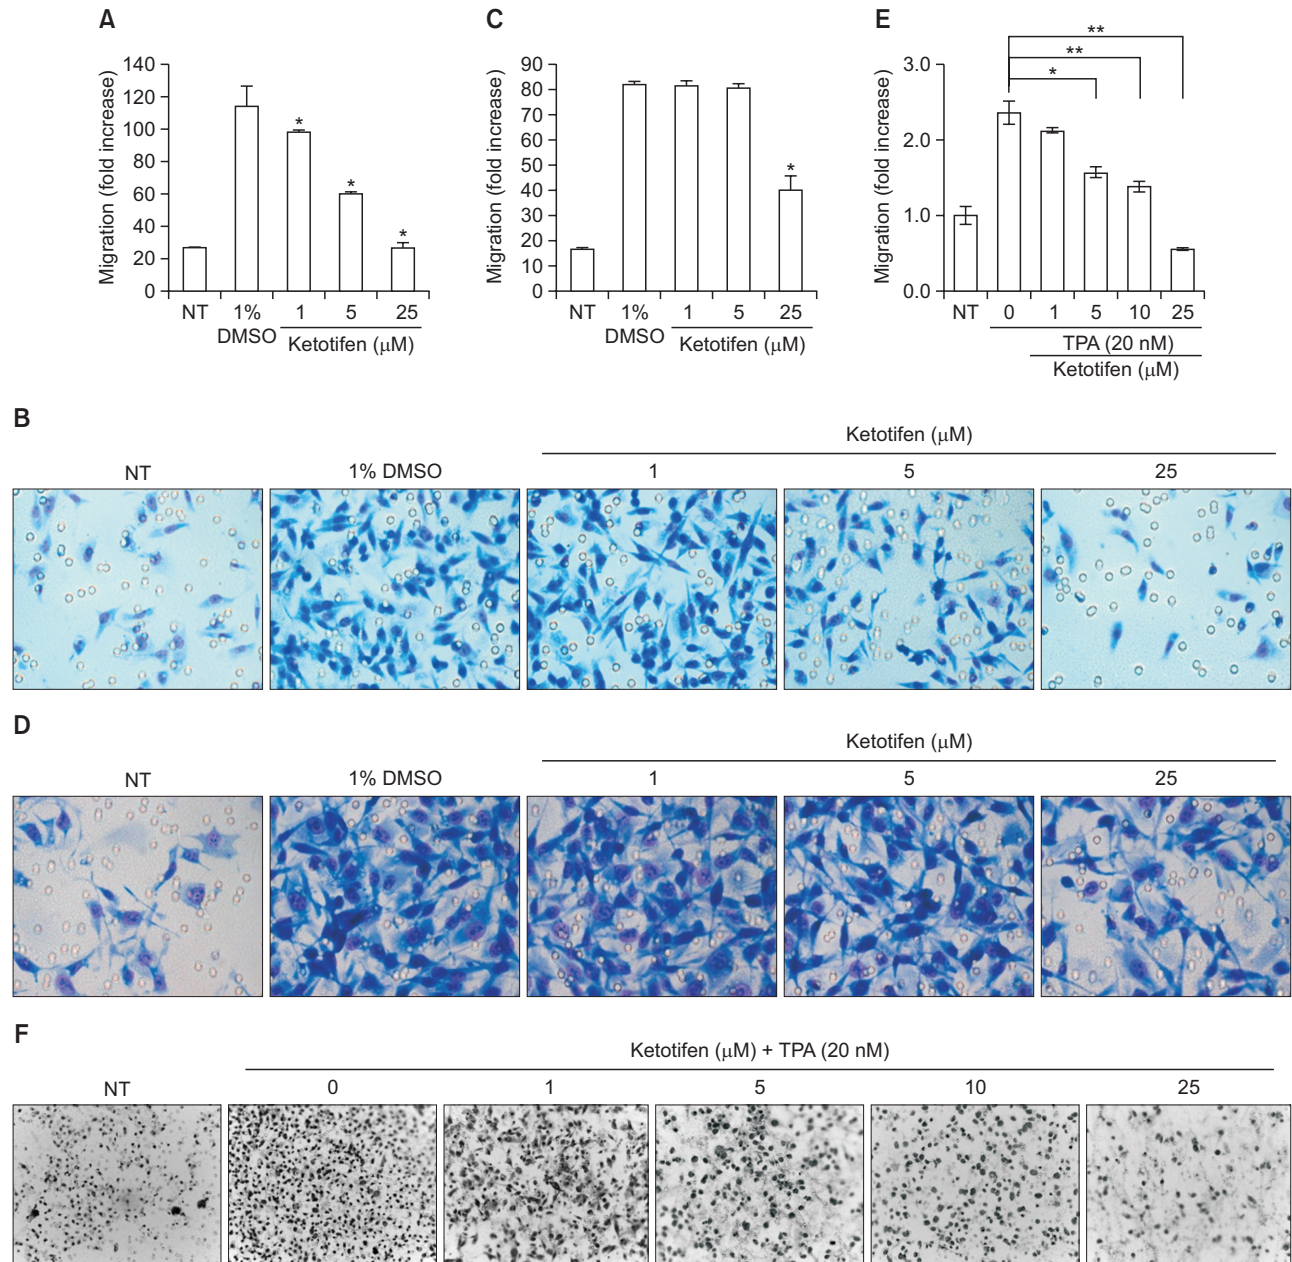 A
Migration (fold increase)
140
120
100
80
60
40
20
0
*
*
*
NT
1%
DMSO
1
5
25
Ketotifen (μM)
C
Migration (fold increase)
90
80
70
60
50
40
30
20
10
0
*
NT
1%
DMSO
1
5
25
Ketotifen (μM)
E
Migration (fold increase)
3.0
2.0
1.0
0.0
**
**
*
NT
0
1
5
10
25
TPA (20 nM)
Ketotifen (μM)
B
Ketotifen (μM)
NT
1% DMSO
1
5
25
D
Ketotifen (μM)
NT
1% DMSO
1
5
25
F
Ketotifen (μM) + TPA (20 nM)
NT
0
1
5
10
25